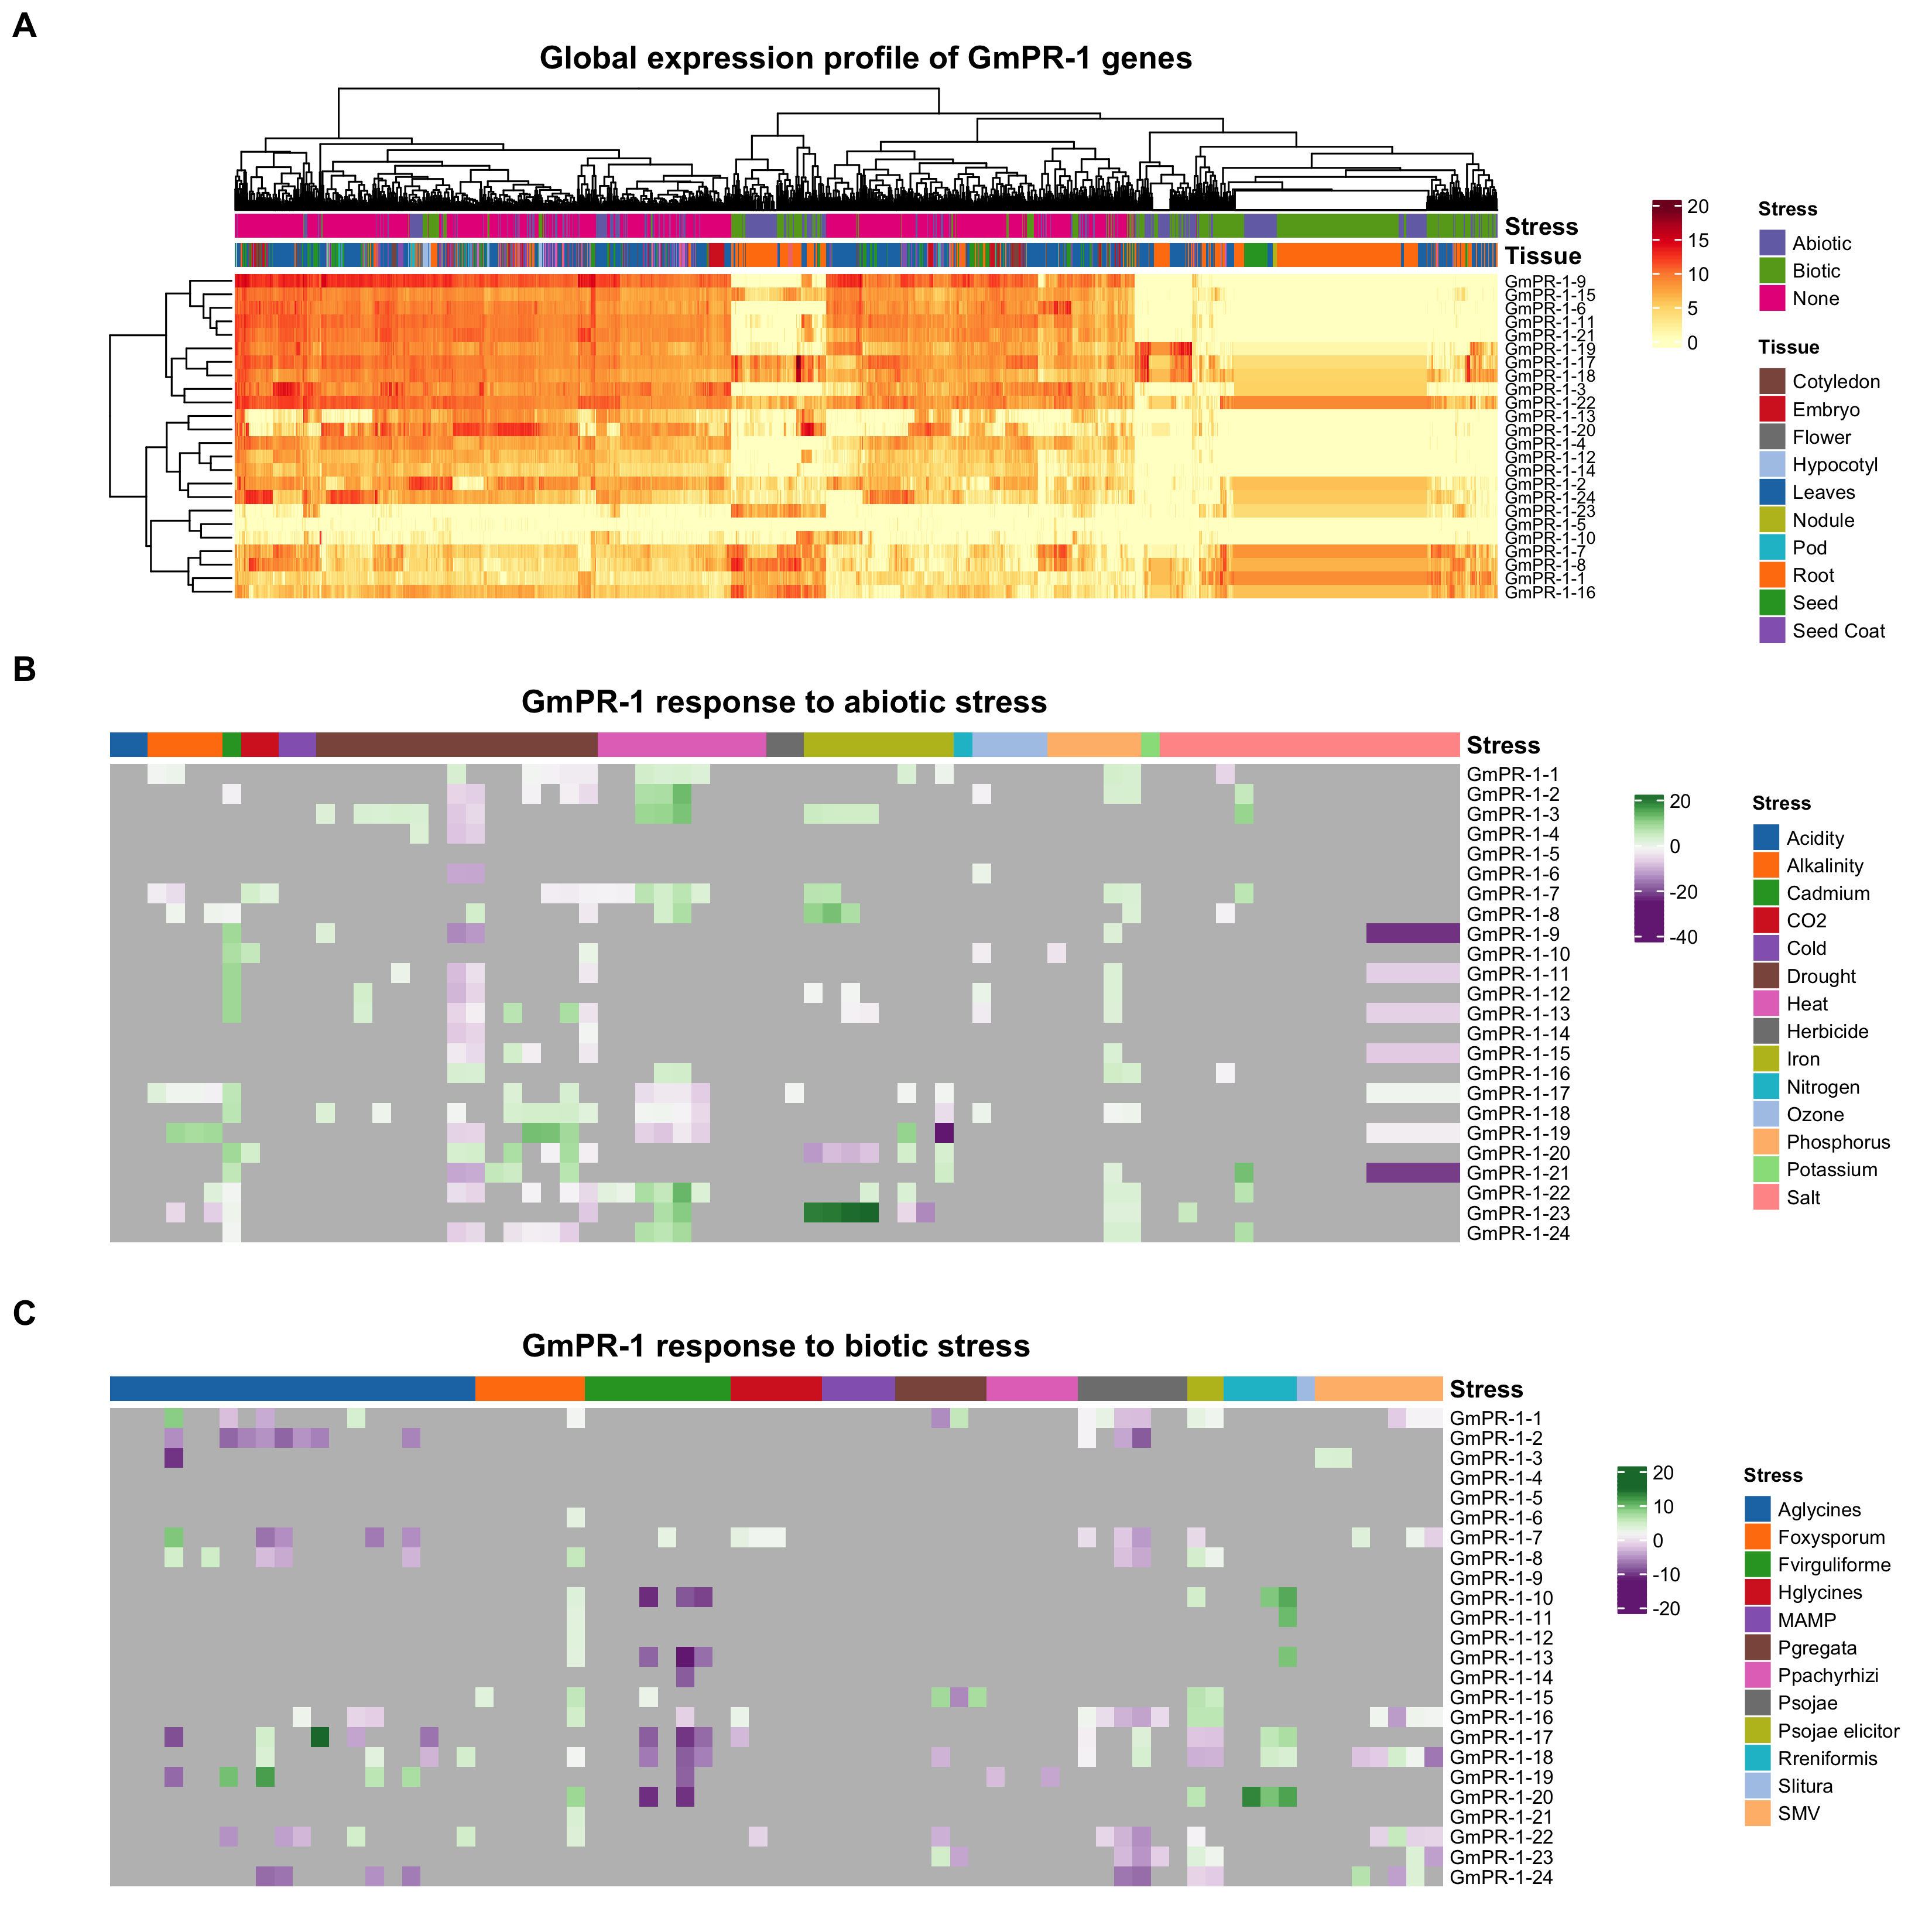 A
Global expression profile of GmPR-1 genes
Stress
Tissue
GmPR-1-9
GmPR-1-15
GmPR-1-6
GmPR-1-11
GmPR-1-21
GmPR-1-19
GmPR-1-17
GmPR-1-18
GmPR-1-3
GmPR-1-22
GmPR-1-13
GmPR-1-20
GmPR-1-4
GmPR-1-12
GmPR-1-14
GmPR-1-2
GmPR-1-24
GmPR-1-23
GmPR-1-5
GmPR-1-10
GmPR-1-7
GmPR-1-8
GmPR-1-1
GmPR-1-16
20
15
10
5
0
Stress
Abiotic
Biotic
None
Tissue
Cotyledon
Embryo
Flower
Hypocotyl
Leaves
Nodule
Pod
Root
Seed
Seed Coat
B
GmPR-1 response to abiotic stress
Stress
GmPR-1-1
GmPR-1-2
GmPR-1-3
GmPR-1-4
GmPR-1-5
GmPR-1-6
GmPR-1-7
GmPR-1-8
GmPR-1-9
GmPR-1-10
GmPR-1-11
GmPR-1-12
GmPR-1-13
GmPR-1-14
GmPR-1-15
GmPR-1-16
GmPR-1-17
GmPR-1-18
GmPR-1-19
GmPR-1-20
GmPR-1-21
GmPR-1-22
GmPR-1-23
GmPR-1-24
20
0
-20
-40
Stress
Acidity
Alkalinity
Cadmium
CO2
Cold
Drought
Heat
Herbicide
Iron
Nitrogen
Ozone
Phosphorus
Potassium
Salt
C
GmPR-1 response to biotic stress
Stress
GmPR-1-1
GmPR-1-2
GmPR-1-3
GmPR-1-4
GmPR-1-5
GmPR-1-6
GmPR-1-7
GmPR-1-8
GmPR-1-9
GmPR-1-10
GmPR-1-11
GmPR-1-12
GmPR-1-13
GmPR-1-14
GmPR-1-15
GmPR-1-16
GmPR-1-17
GmPR-1-18
GmPR-1-19
GmPR-1-20
GmPR-1-21
GmPR-1-22
GmPR-1-23
GmPR-1-24
20
10
0
-10
-20
Stress
Aglycines
Foxysporum
Fvirguliforme
Hglycines
MAMP
Pgregata
Ppachyrhizi
Psojae
Psojae elicitor
Rreniformis
Slitura
SMV